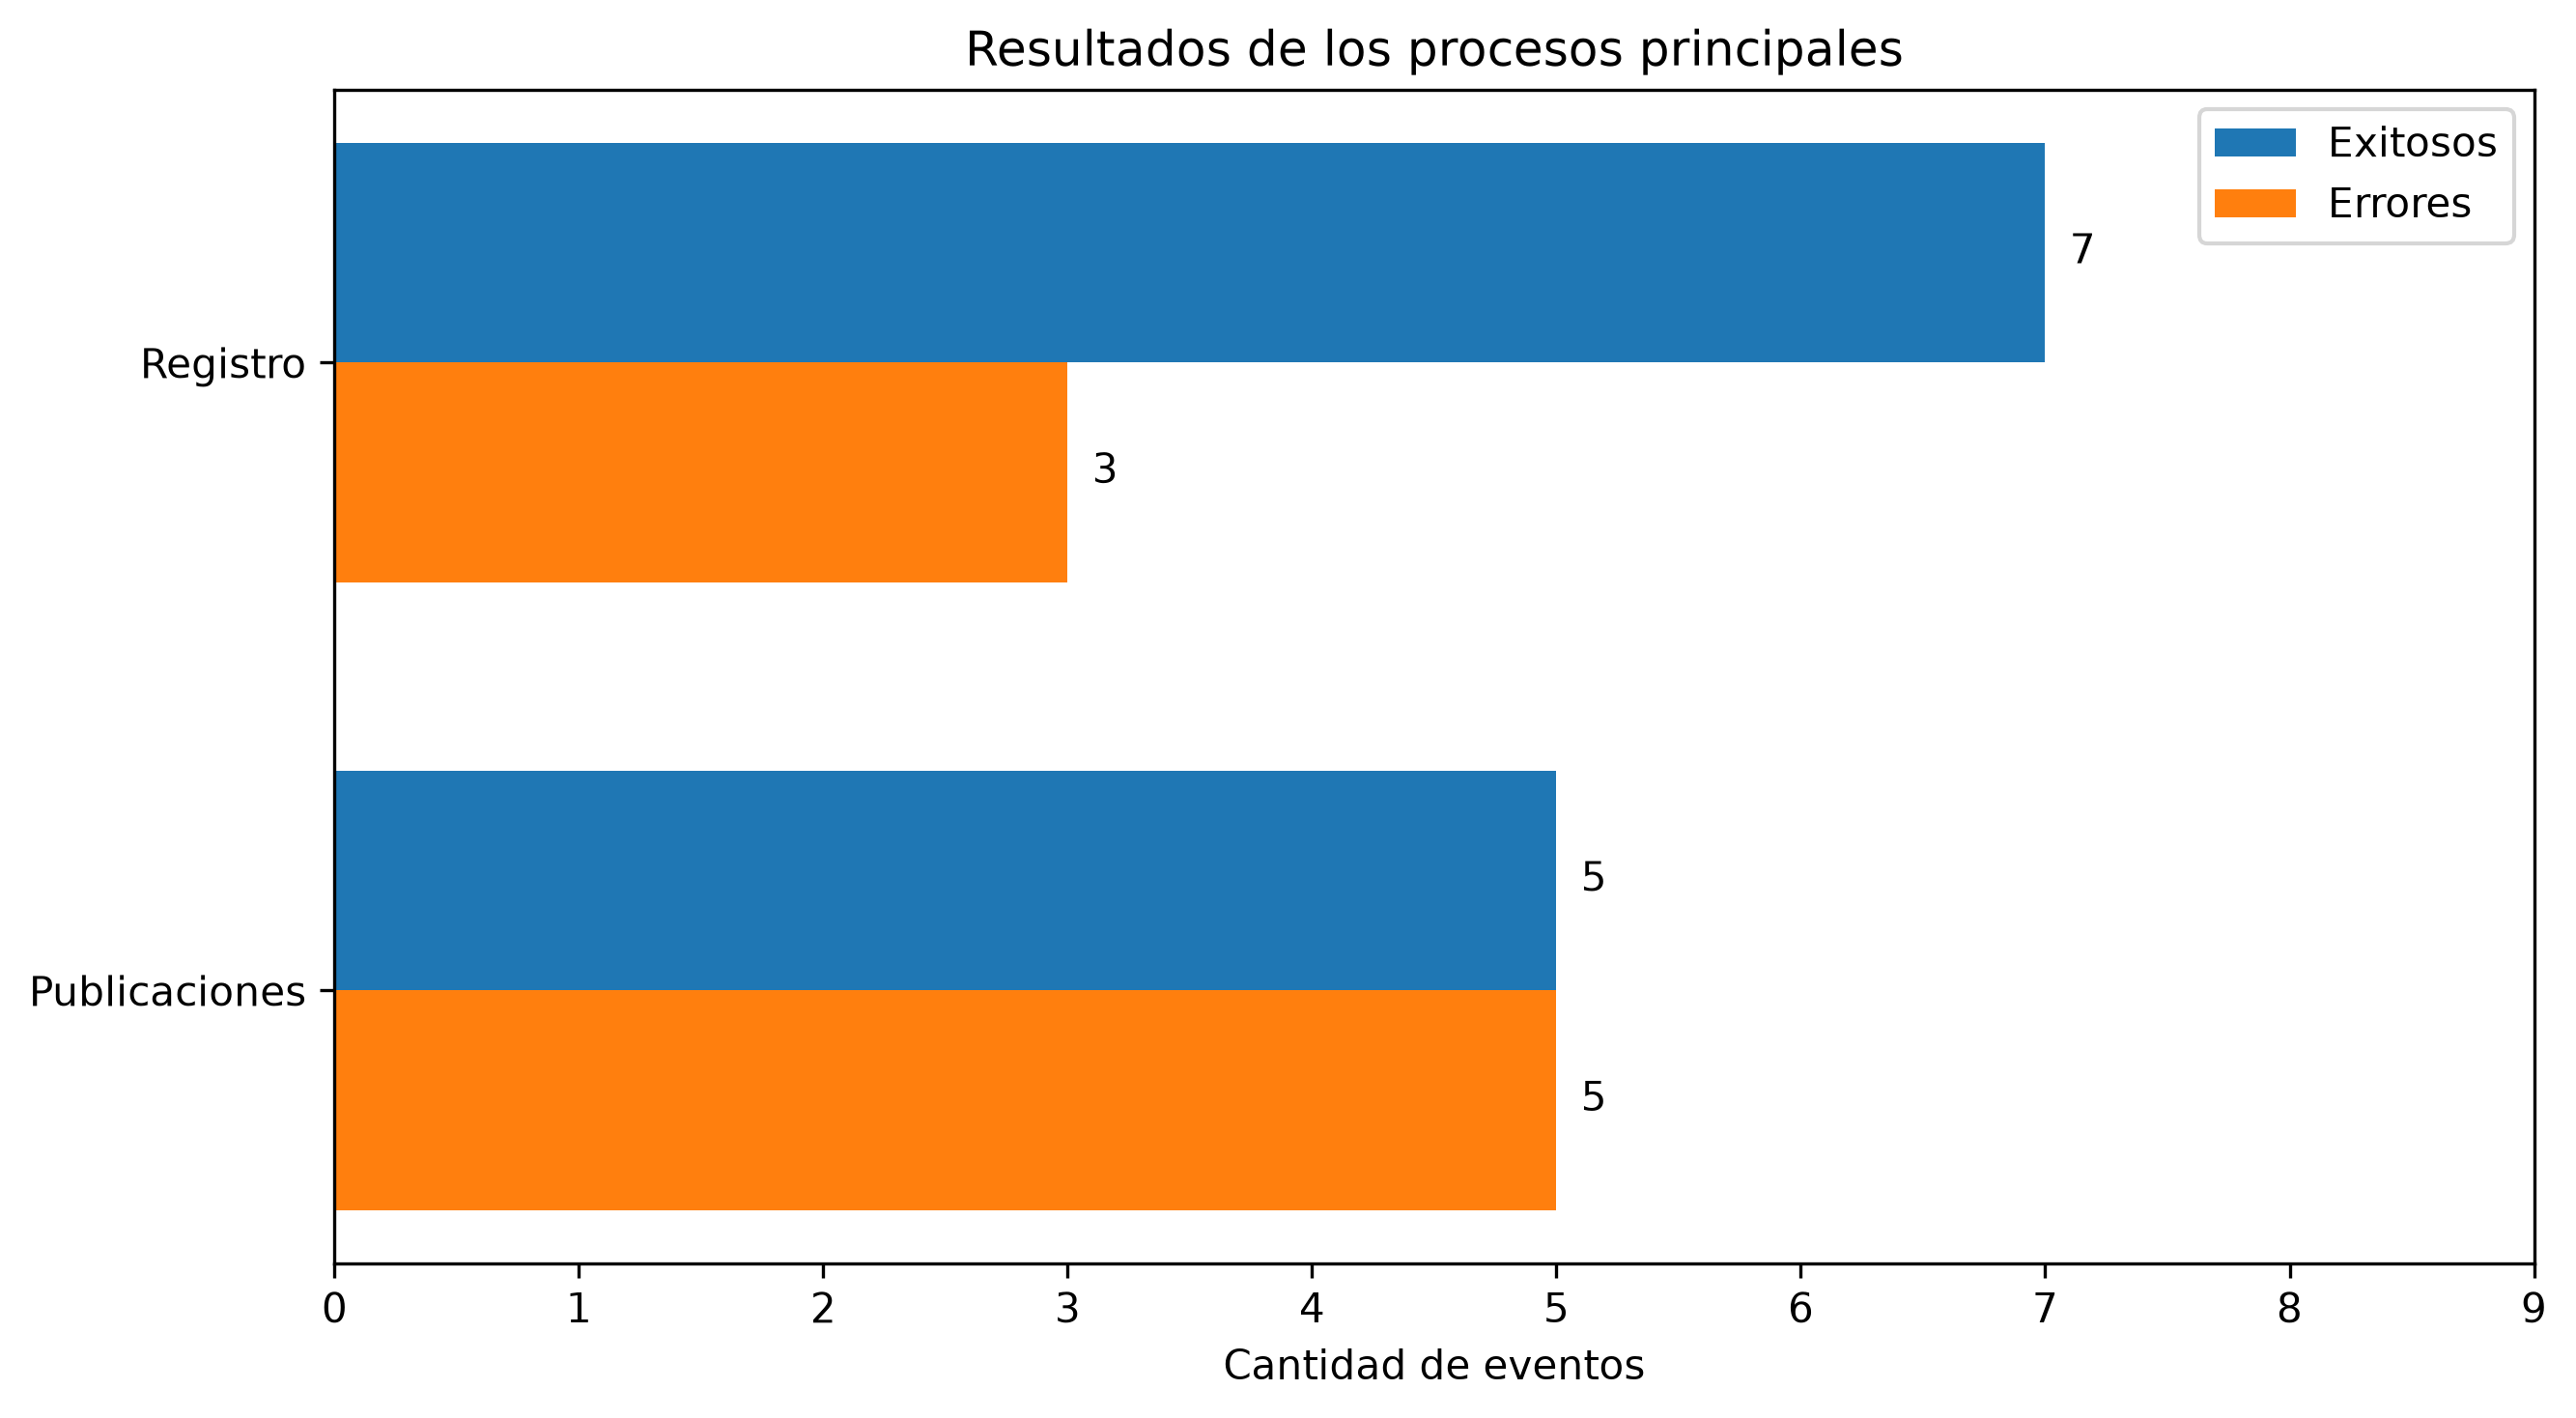 Resultados de los procesos principales
Exitosos
Errores
7
Registro
3
5
Publicaciones
5
0 1 2 3 4 5 6 7 8 9
Cantidad de eventos